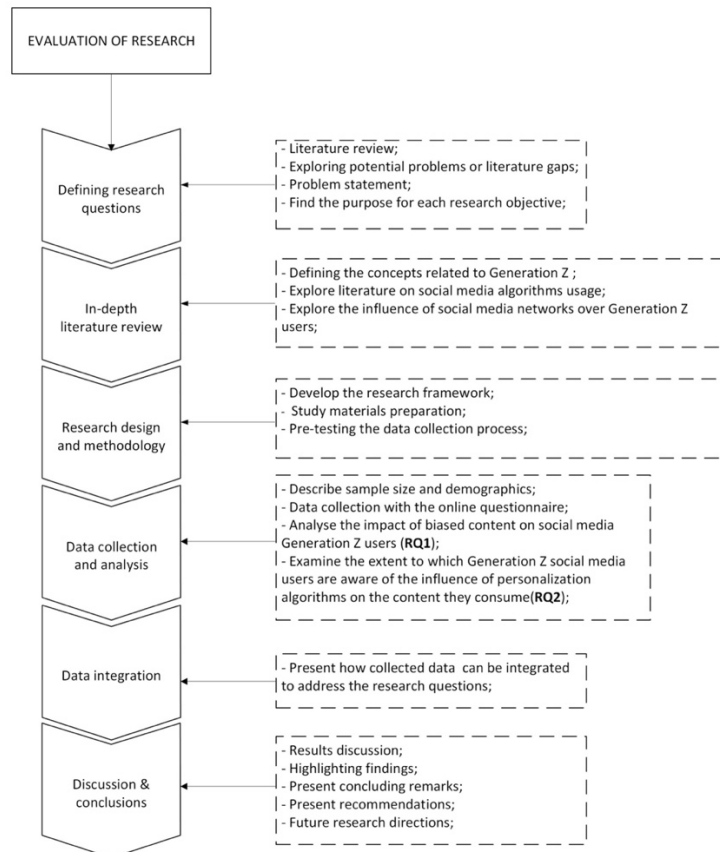 EVALUATION OF RESEARCH
Defining research
questions
- Literature review;
- Exploring potential problems or literature gaps;
- Problem statement;
- Find the purpose for each research objective;
In-depth
literature review
- Defining the concepts related to Generation Z ;
- Explore literature on social media algorithms usage;
- Explore the influence of social media networks over Generation Z
users;
Research design
and methodology
- Develop the research framework;
- Study materials preparation;
- Pre-testing the data collection process;
Data collection
and analysis
- Describe sample size and demographics;
- Data collection with the online questionnaire;
- Analyse the impact of biased content on social media
Generation Z users (RQ1);
- Examine the extent to which Generation Z social media
users are aware of the influence of personalization
algorithms on the content they consume(RQ2);
Data integration
- Present how collected data can be integrated
to address the research questions;
Discussion &
conclusions
- Results discussion;
- Highlighting findings;
- Present concluding remarks;
- Present recommendations;
- Future research directions;